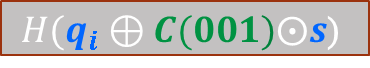 H(qᵢ ⊕ C(001)⊙s)